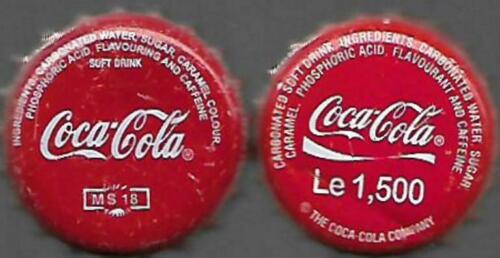 INGREDIENTS: CARBONATED WATER, SUGAR, CARAMEL COLOUR,
PHOSPHORIC ACID, FLAVOURING AND CAFFEINE
SOFT DRINK
Coca-Cola®
MS 18
CARBONATED SOFT DRINK. INGREDIENTS: CARBONATED WATER, SUGAR,
CARAMEL, PHOSPHORIC ACID, FLAVOURANT AND CAFFEINE.
Coca-Cola®
Le 1,500
© THE COCA-COLA COMPANY